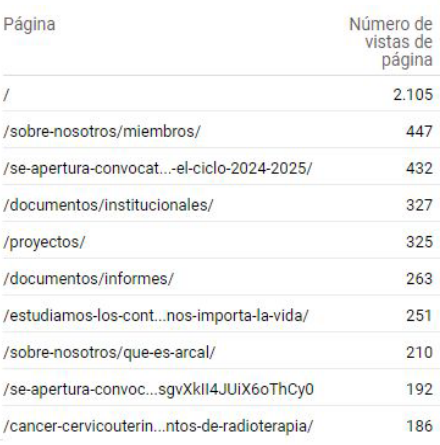 Página Número de
vistas de
página
/ 2.105
/sobre-nosotros/miembros/ 447
/se-apertura-convocat...-el-ciclo-2024-2025/ 432
/documentos/institucionales/ 327
/proyectos/ 325
/documentos/informes/ 263
/estudiamos-los-cont...nos-importa-la-vida/ 251
/sobre-nosotros/que-es-arcal/ 210
/se-apertura-convoc...sgvXkII4JUiX6oThCy0 192
/cancer-cervicouterin...ntos-de-radioterapia/ 186